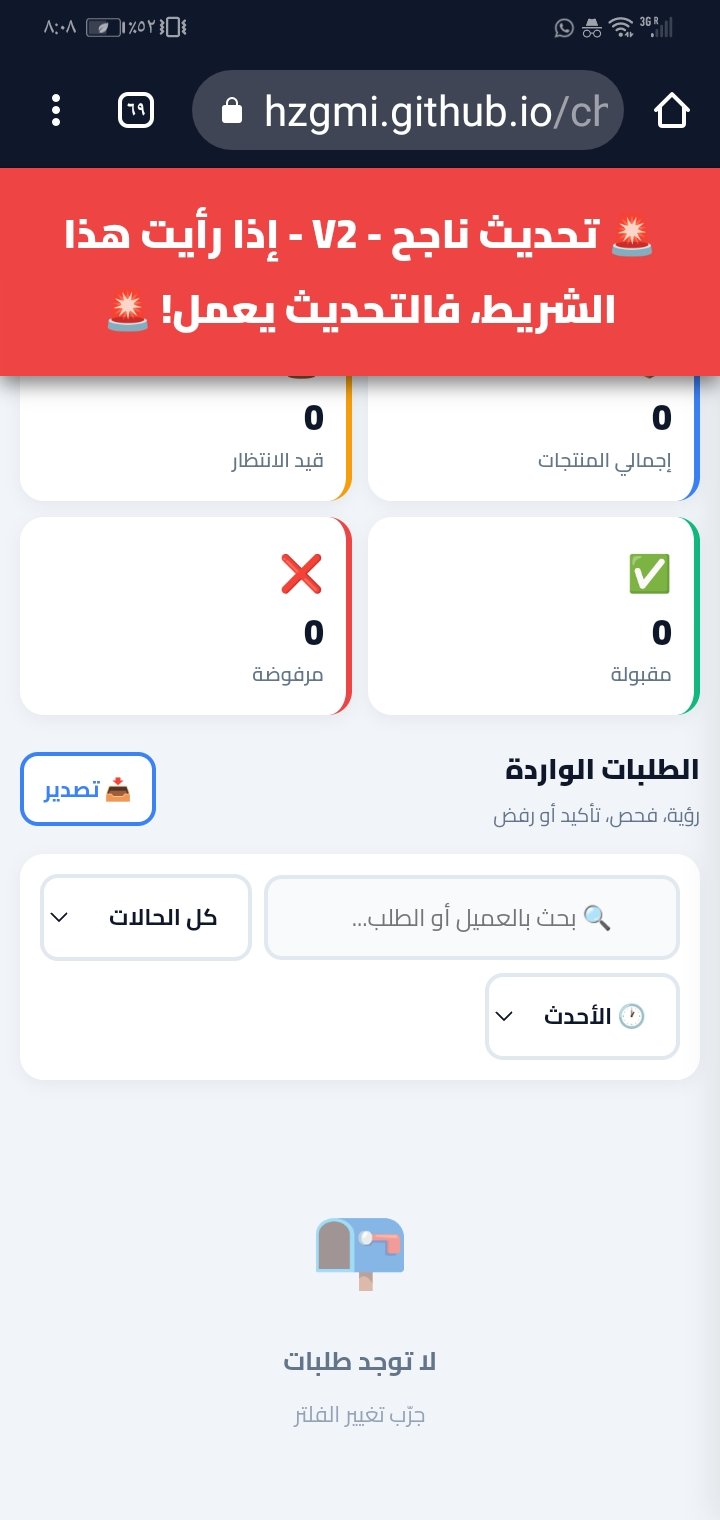 ٨:٠٨
٪٥٢
3G R
٦٩
hzgmi.github.io/ch
🚨 تحديث ناجح - V2 - إذا رأيت هذا
الشريط، فالتحديث يعمل! 🚨
0
0
إجمالي المنتجات
قيد الانتظار
✅
❌
0
0
مقبولة
مرفوضة
الطلبات الواردة
📥 تصدير
رؤية، فحص، تأكيد أو رفض
🔍 بحث بالعميل أو الطلب...
كل الحالات
🕐 الأحدث
لا توجد طلبات
جرّب تغيير الفلتر